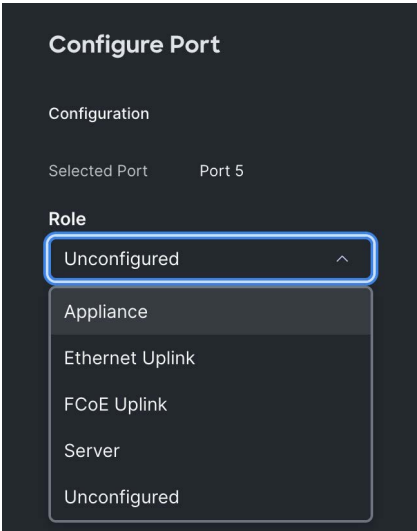 Configure Port
Configuration
Selected Port Port 5
Role
Unconfigured
Appliance
Ethernet Uplink
FCoE Uplink
Server
Unconfigured